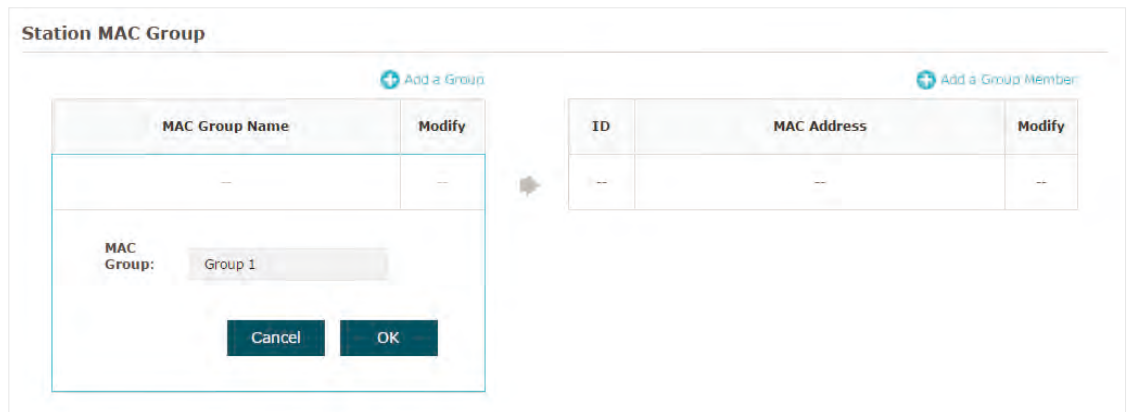 Station MAC Group
Add a Group
Add a Group Member
MAC Group Name Modify
ID MAC Address Modify
-- --
-- -- --
MAC
Group: Group 1
Cancel OK